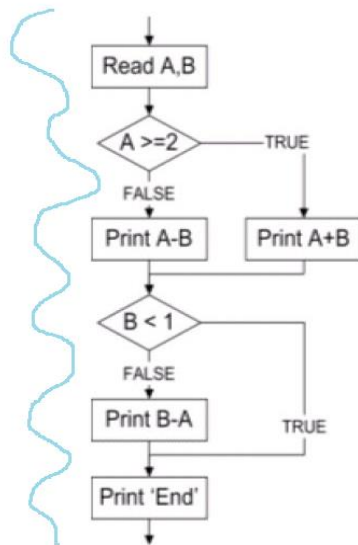 Read A,B
A >=2
TRUE
FALSE
Print A-B
Print A+B
B < 1
FALSE
Print B-A
TRUE
Print ‘End’